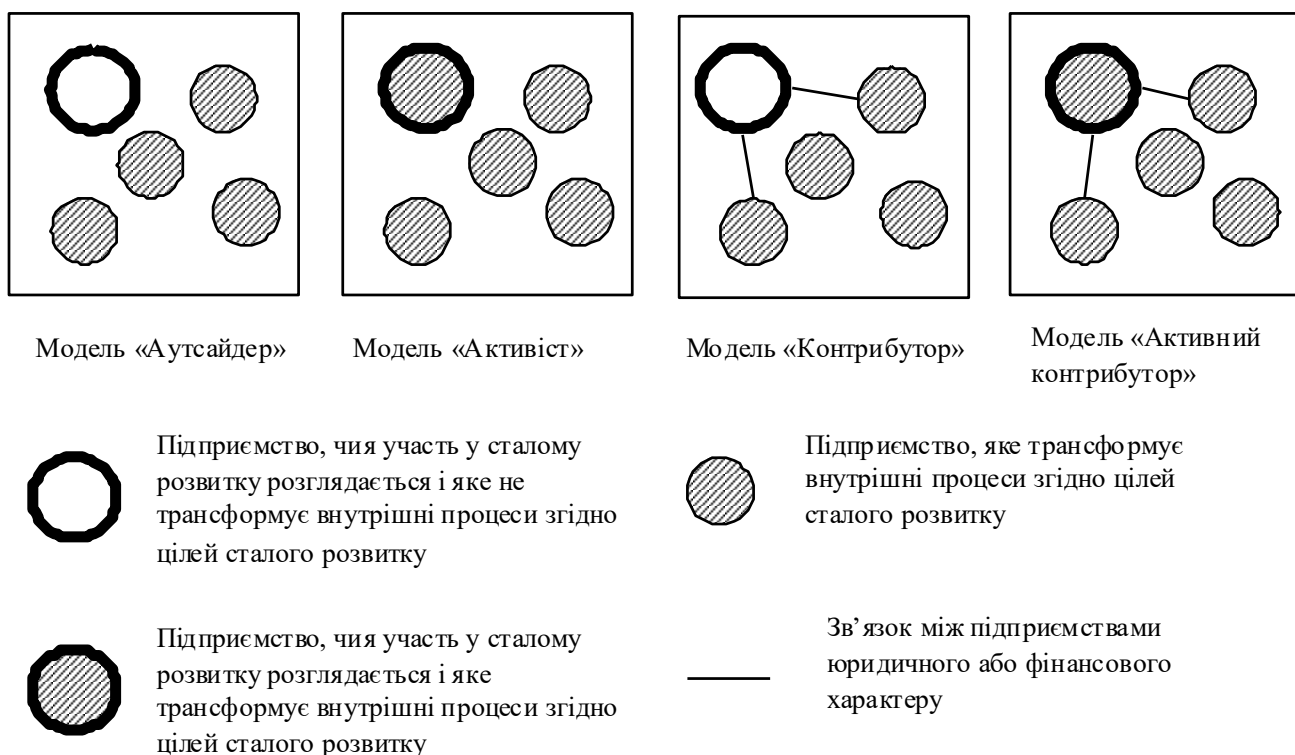 Модель «Аутсайдер»
Модель «Активіст»
Модель «Контрибутор»
Модель «Активний
контрибутор»
Підприємство, чия участь у сталому
розвитку розглядається і яке не
трансформує внутрішні процеси згідно
цілей сталого розвитку
Підприємство, яке трансформує
внутрішні процеси згідно цілей
сталого розвитку
Підприємство, чия участь у сталому
розвитку розглядається і яке
трансформує внутрішні процеси згідно
цілей сталого розвитку
Зв’язок між підприємствами
юридичного або фінансового
характеру